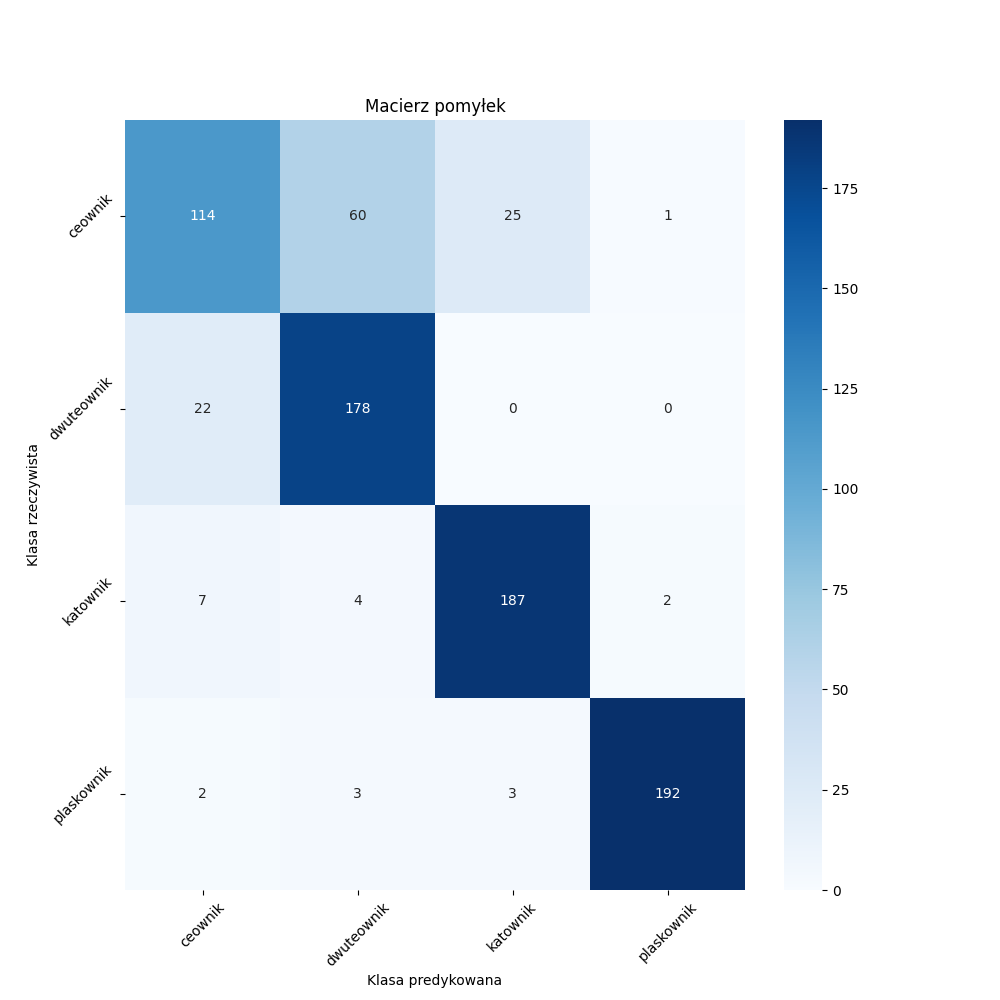 Macierz pomyłek
ceownik 114 60 25 1
dwuteownik 22 178 0 0
katownik 7 4 187 2
plaskownik 2 3 3 192
ceownik dwuteownik katownik plaskownik
Klasa predykowana
Klasa rzeczywista
175
150
125
100
75
50
25
0